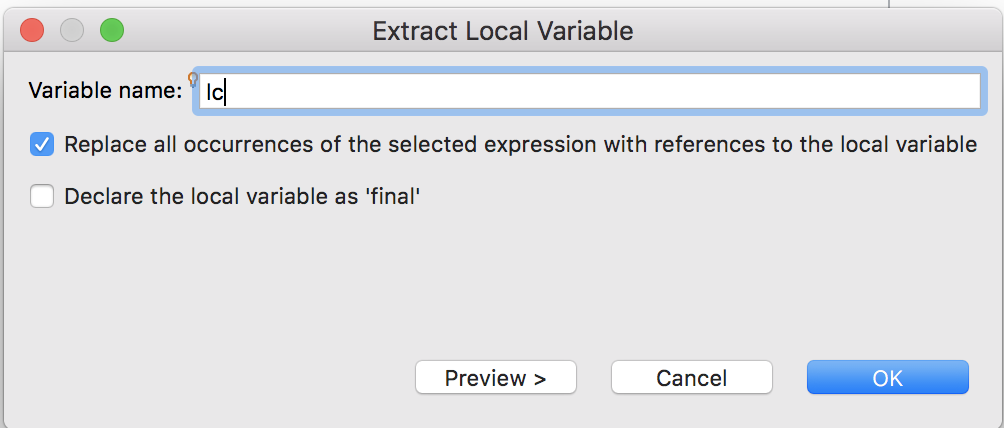 Extract Local Variable
Variable name: lc
Replace all occurrences of the selected expression with references to the local variable
Declare the local variable as 'final'
Preview > Cancel OK